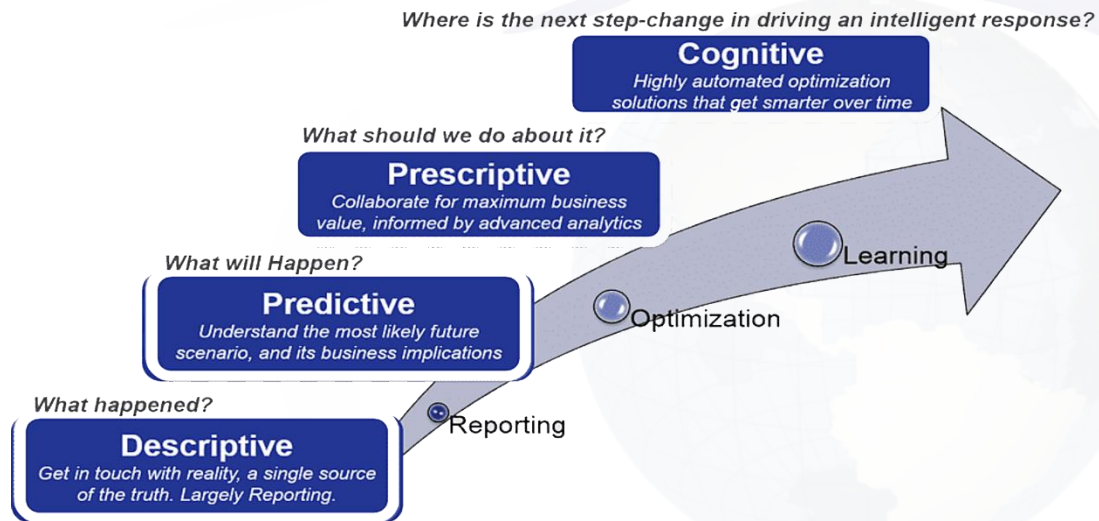 Where is the next step-change in driving an intelligent response?
Cognitive
Highly automated optimization
solutions that get smarter over time
What should we do about it?
Prescriptive
Collaborate for maximum business
value, informed by advanced analytics
Learning
What will Happen?
Predictive
Understand the most likely future
scenario, and its business implications
Optimization
What happened?
Reporting
Descriptive
Get in touch with reality, a single source
of the truth. Largely Reporting.